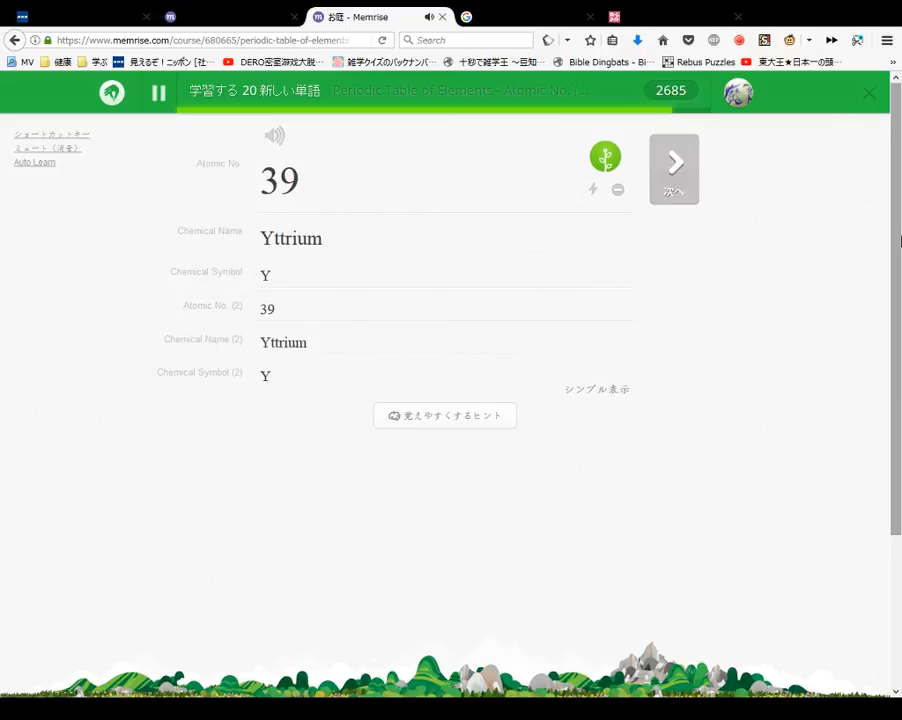 お庭 - Memrise
https://www.memrise.com/course/680665/periodic-table-of-elements
Search
MV
健康
学ぶ
見えるぞ！ニッポン [社…
DERO密室游戏大脱…
雑学クイズのバックナンバ…
十秒で雑学王 ～豆知…
Bible Dingbats - Bi…
Rebus Puzzles
東大王★日本一の頭…
学習する 20 新しい単語
Periodic Table of Elements - Atomic No. (…
2685
ショートカットキー
ミュート（消音）
Auto Learn
Atomic No.
39
次へ
Chemical Name
Yttrium
Chemical Symbol
Y
Atomic No. (2)
39
Chemical Name (2)
Yttrium
Chemical Symbol (2)
Y
シンプル表示
覚えやすくするヒント